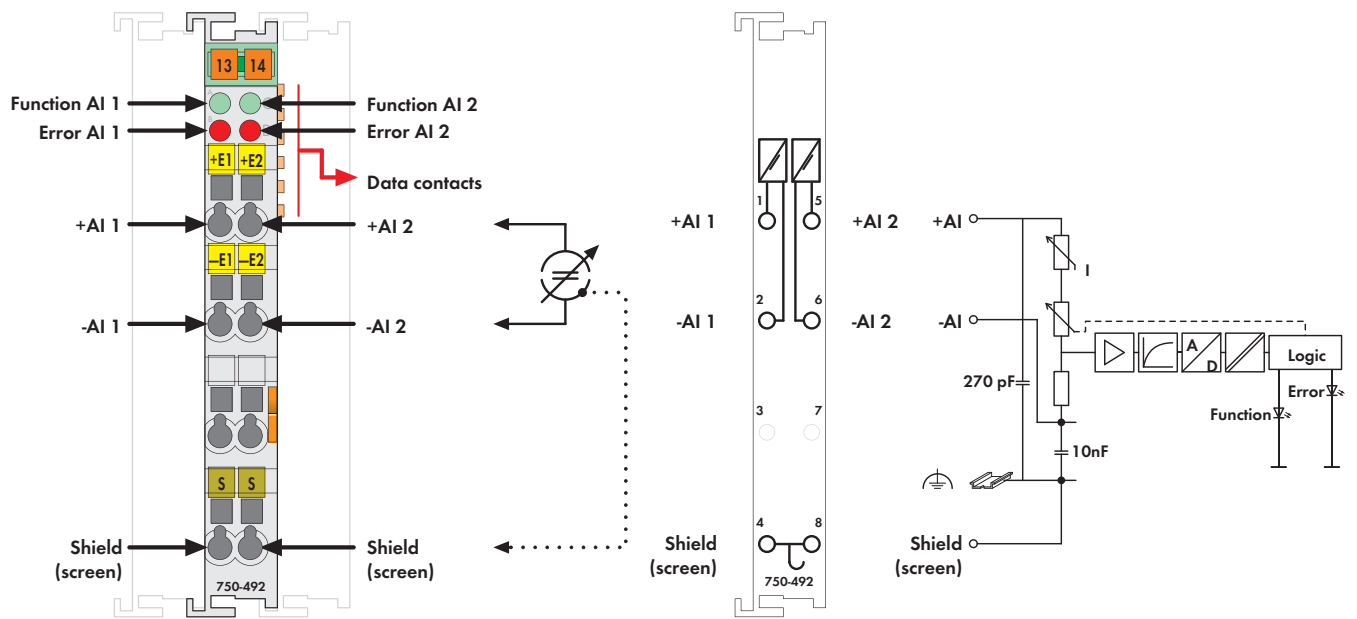 13 14
A C
Function AI 1
Function AI 2
B
Error AI 1
Error AI 2
+E1 +E2
Data contacts
+AI 1
+AI 2
—E1 —E2
-AI 1
-AI 2
S S
Shield
(screen)
Shield
(screen)
750-492
1 5
+AI 1
+AI 2
2 6
-AI 1
-AI 2
3 7
4 8
Shield
(screen)
750-492
+AI
I
-AI
A
D
Logic
270 pF
Error
Function
10nF
Shield
(screen)